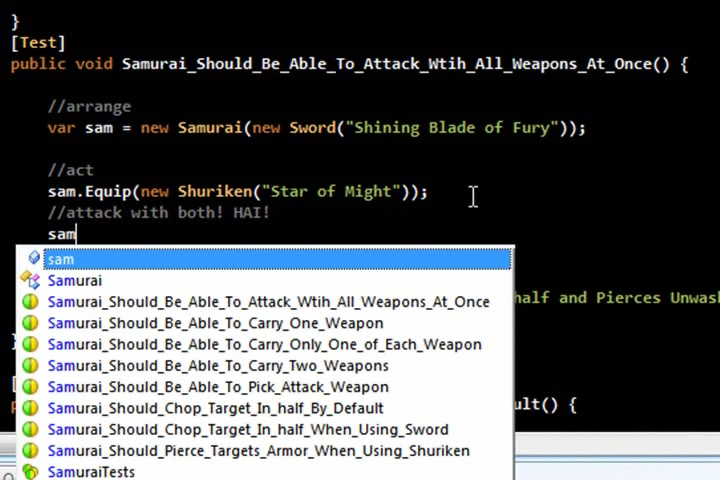 }
[Test]
public void Samurai_Should_Be_Able_To_Attack_Wtih_All_Weapons_At_Once() {
//arrange
var sam = new Samurai(new Sword("Shining Blade of Fury"));
//act
sam.Equip(new Shuriken("Star of Might"));
//attack with both! HAI!
sam
sam
Samurai
Samurai_Should_Be_Able_To_Attack_Wtih_All_Weapons_At_Once
half and Pierces Unwas
Samurai_Should_Be_Able_To_Carry_One_Weapon
Samurai_Should_Be_Able_To_Carry_Only_One_of_Each_Weapon
Samurai_Should_Be_Able_To_Carry_Two_Weapons
Samurai_Should_Be_Able_To_Pick_Attack_Weapon
Samurai_Should_Chop_Target_In_half_By_Default
ult() {
Samurai_Should_Chop_Target_In_half_When_Using_Sword
Samurai_Should_Pierce_Targets_Armor_When_Using_Shuriken
SamuraiTests